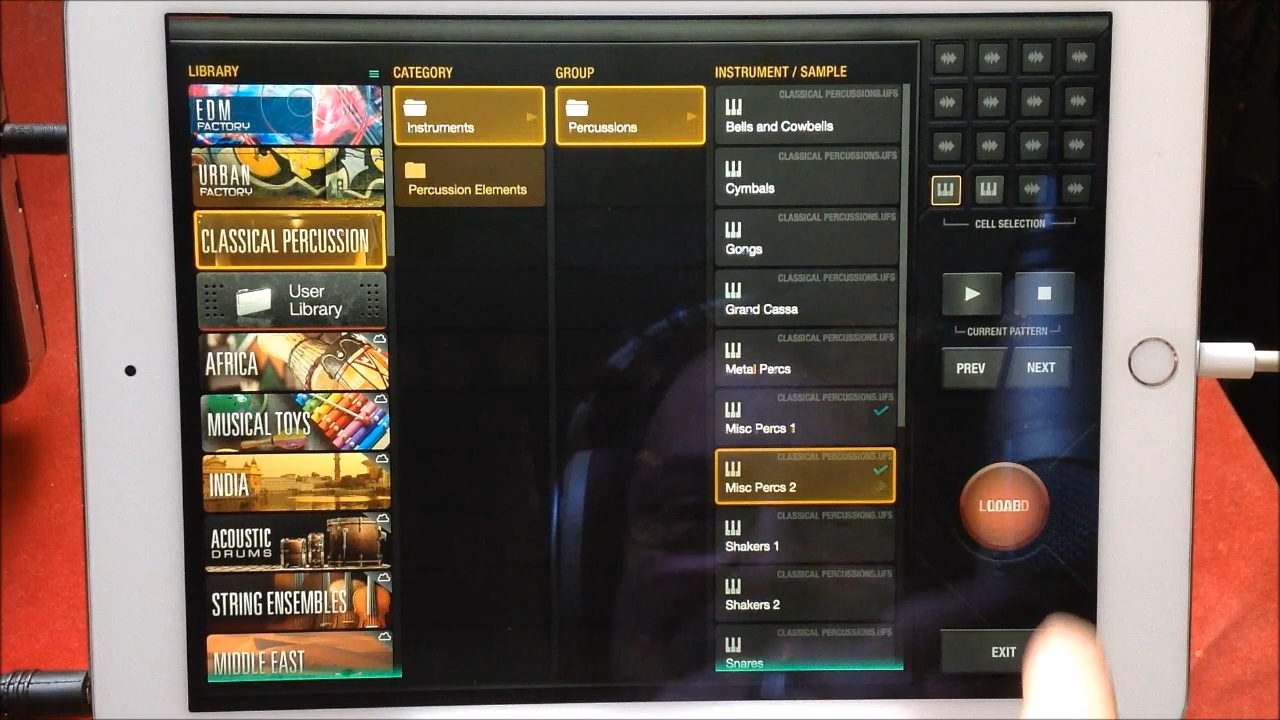 LIBRARY
EDM
FACTORY
URBAN
FACTORY
CLASSICAL PERCUSSION
User
Library
AFRICA
MUSICAL TOYS
INDIA
ACOUSTIC
DRUMS
STRING ENSEMBLES
MIDDLE EAST
CATEGORY
Instruments
Percussion Elements
GROUP
Percussions
INSTRUMENT / SAMPLE
CLASSICAL PERCUSSIONS.UFS
Bells and Cowbells
CLASSICAL PERCUSSIONS.UFS
Cymbals
CLASSICAL PERCUSSIONS.UFS
Gongs
CLASSICAL PERCUSSIONS.UFS
Grand Cassa
CLASSICAL PERCUSSIONS.UFS
Metal Percs
CLASSICAL PERCUSSIONS.UFS
Misc Percs 1
CLASSICAL PERCUSSIONS.UFS
Misc Percs 2
CLASSICAL PERCUSSIONS.UFS
Shakers 1
CLASSICAL PERCUSSIONS.UFS
Shakers 2
CLASSICAL PERCUSSIONS.UFS
Snares
CELL SELECTION
CURRENT PATTERN
PREV
NEXT
EXIT